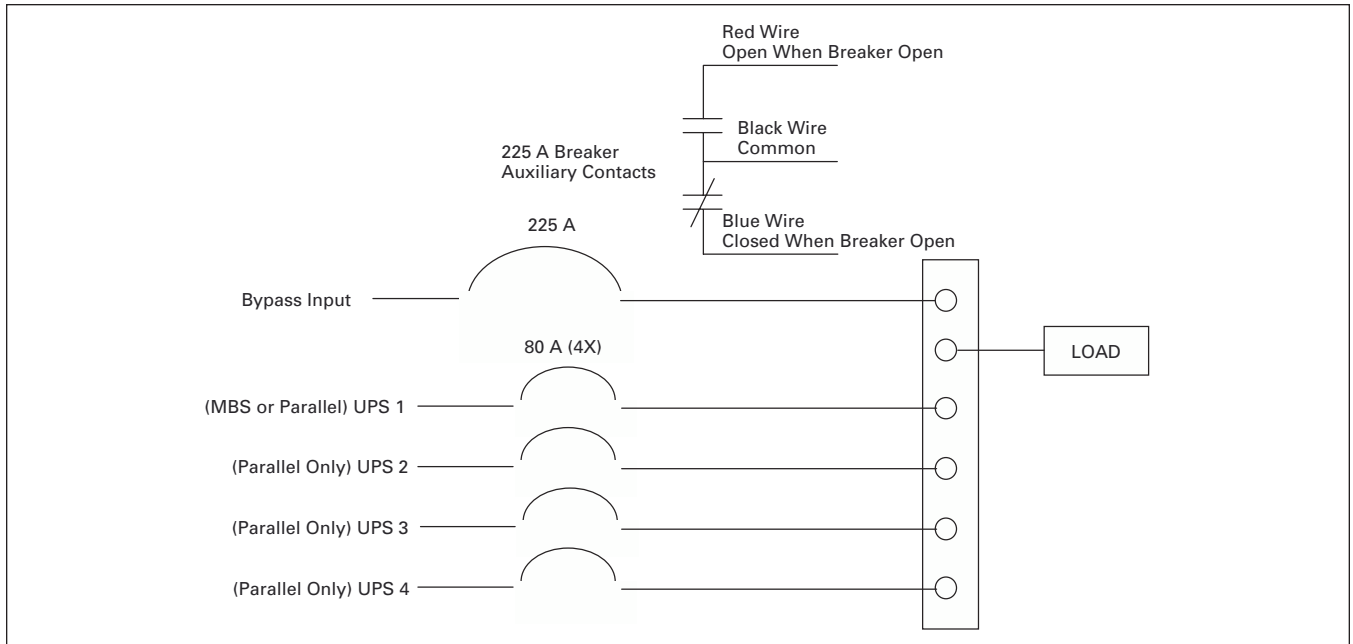 Red Wire
Open When Breaker Open
Black Wire
Common
225 A Breaker
Auxiliary Contacts
Blue Wire
Closed When Breaker Open
225 A
Bypass Input
80 A (4X)
LOAD
(MBS or Parallel) UPS 1
(Parallel Only) UPS 2
(Parallel Only) UPS 3
(Parallel Only) UPS 4